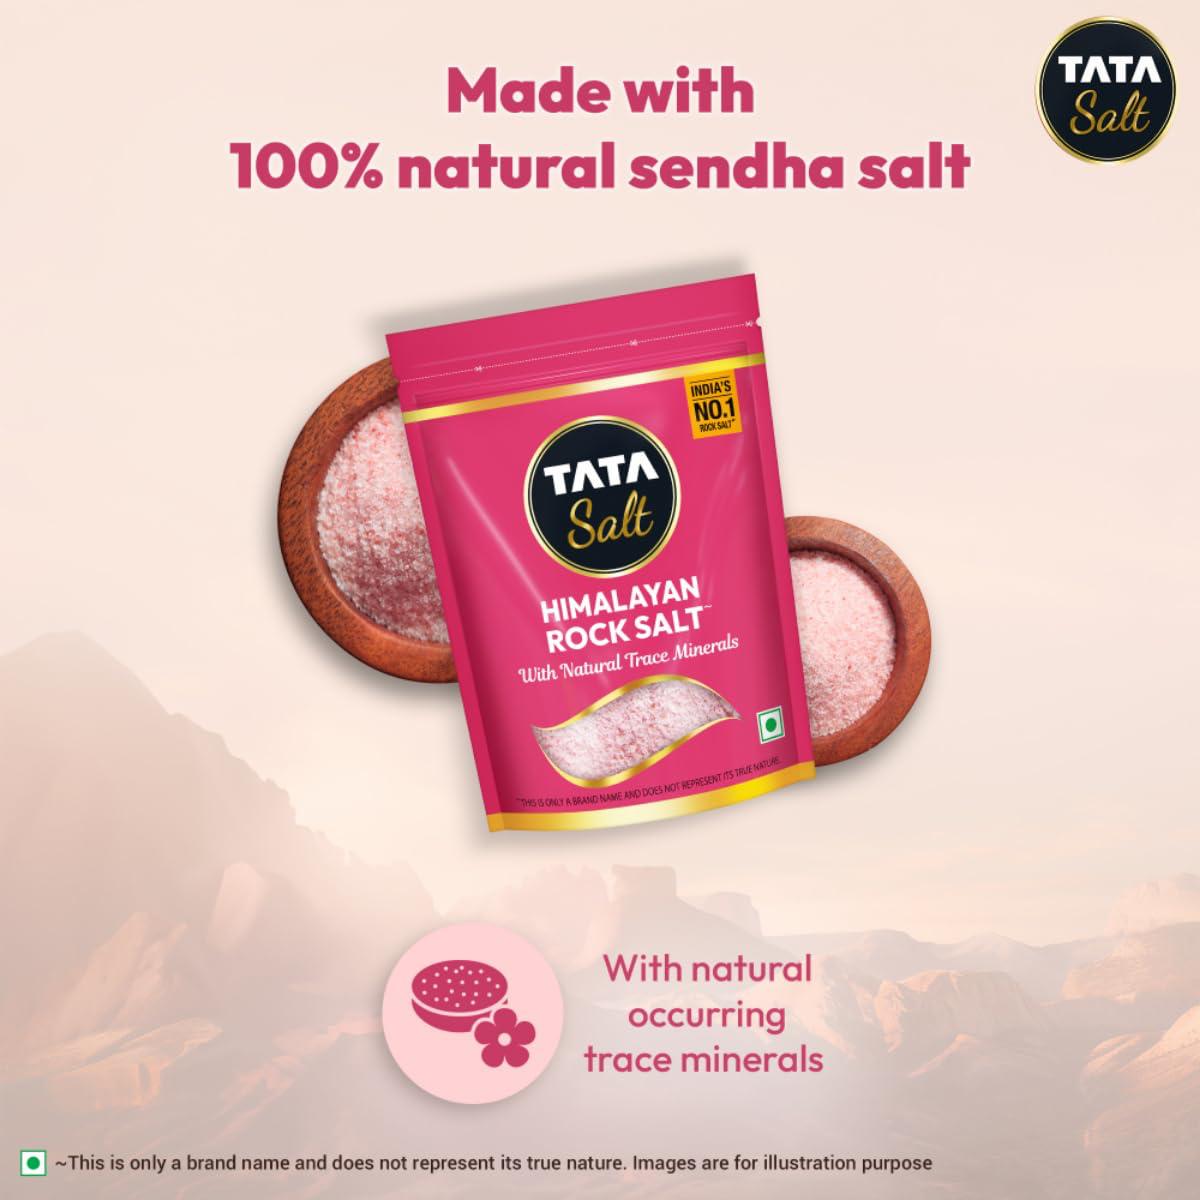 Made with
100% natural sendha salt
TATA
Salt
INDIA'S
NO.1
ROCK SALT
TATA
Salt
HIMALAYAN
ROCK SALT~
With Natural Trace Minerals
THIS IS ONLY A BRAND NAME AND DOES NOT REPRESENT ITS TRUE NATURE.
With natural
occurring
trace minerals
~This is only a brand name and does not represent its true nature. Images are for illustration purpose